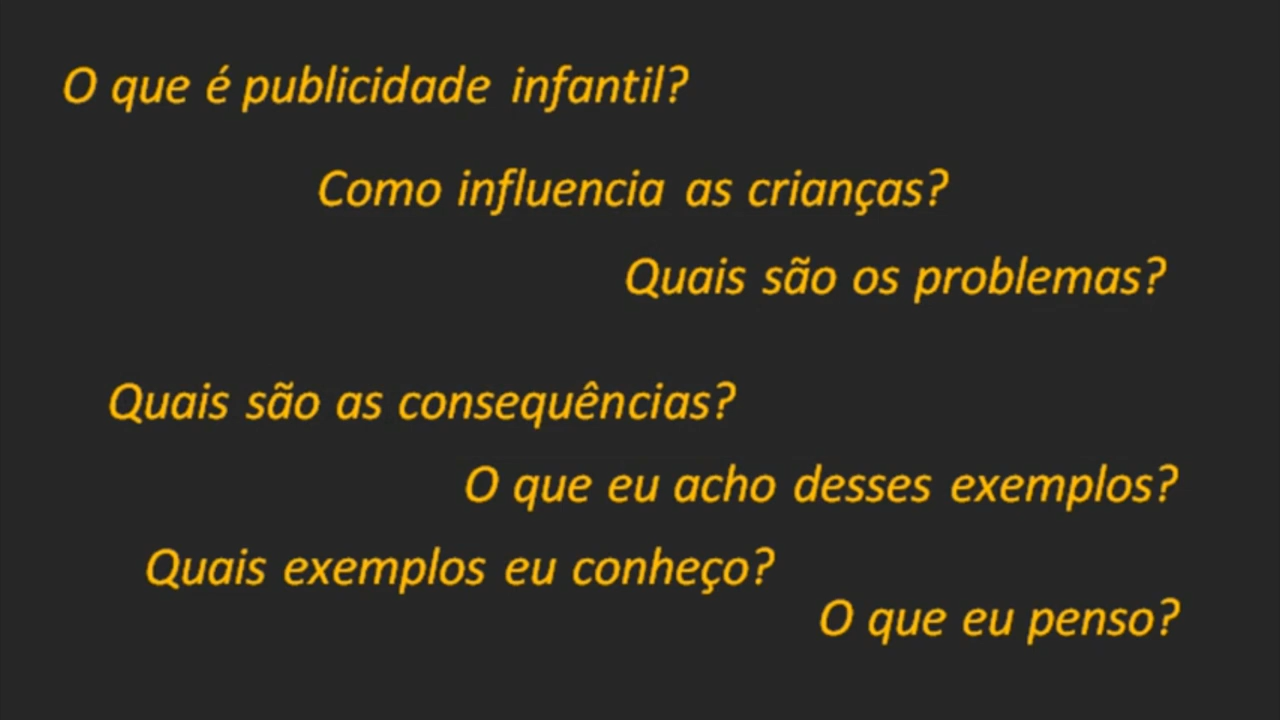 O que é publicidade infantil?
Como influencia as crianças?
Quais são os problemas?
Quais são as consequências?
O que eu acho desses exemplos?
Quais exemplos eu conheço?
O que eu penso?